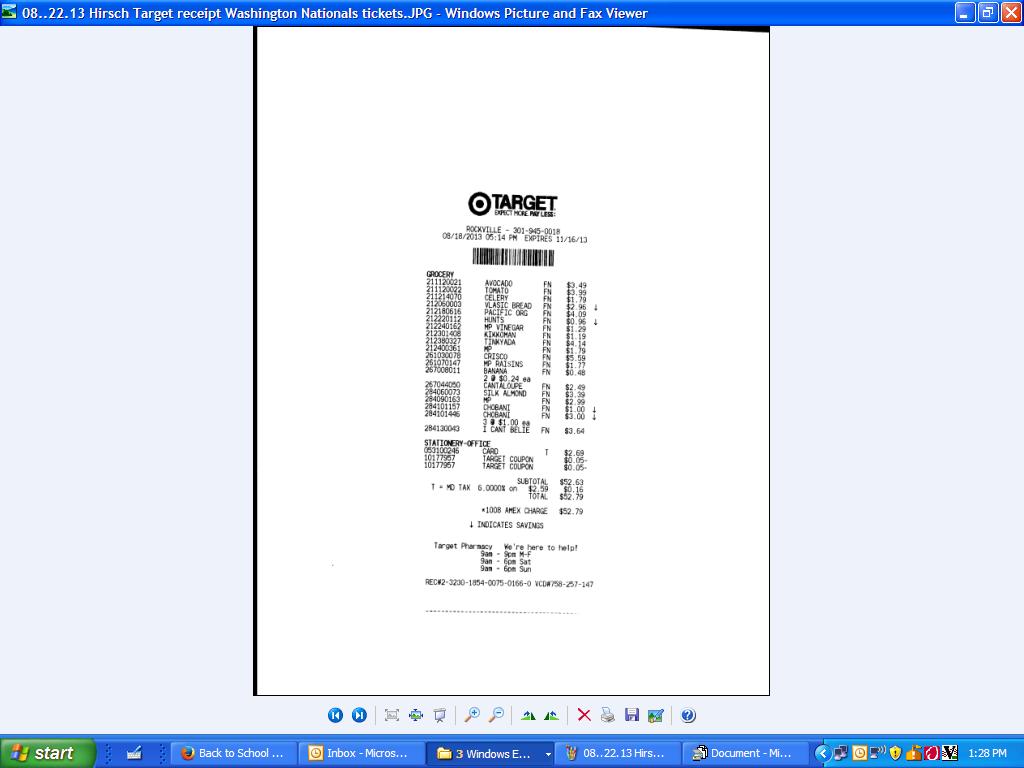 08..22.13 Hirsch Target receipt Washington Nationals tickets..JPG - Windows Picture and Fax Viewer
TARGET
EXPECT MORE. PAY LESS.
ROCKVILLE - 301-945-0018
08/18/2013 05:14 PM EXPIRES 11/16/13
GROCERY
211120021 AVOCADO FN $3.49
211120022 TOMATO FN $3.99
211214070 CELERY FN $1.79
212060003 VLASIC BREAD FN $2.96 ↓
212180616 PACIFIC ORG FN $4.09
212220112 HUNTS FN $0.96 ↓
212240162 MP VINEGAR FN $1.29
212301408 KIKKOMAN FN $1.19
212380327 TINKYADA FN $4.14
212400361 MP FN $1.79
261030078 CRISCO FN $5.59
261070147 MP RAISINS FN $1.77
267008011 BANANA FN $0.48
2 @ $0.24 ea
267044050 CANTALOUPE FN $2.49
284060073 SILK ALMOND FN $3.39
284090163 MP FN $2.99
284101157 CHOBANI FN $1.00 ↓
284101446 CHOBANI FN $3.00 ↓
3 @ $1.00 ea
284130043 I CANT BELIE FN $3.64
STATIONERY-OFFICE
053100246 CARD T $2.69
10177957 TARGET COUPON $0.05-
10177957 TARGET COUPON $0.05-
SUBTOTAL $52.63
T = MD TAX 6.0000% on $2.59 $0.16
TOTAL $52.79
*1008 AMEX CHARGE $52.79
↓ INDICATES SAVINGS
Target Pharmacy We're here to help!
9am - 9pm M-F
9am - 6pm Sat
9am - 6pm Sun
REC#2-3230-1854-0075-0166-0 VCD#758-257-147
start Back to School ... Inbox - Micros... 3 Windows E... 08..22.13 Hirs... Document - Mi... 1:28 PM